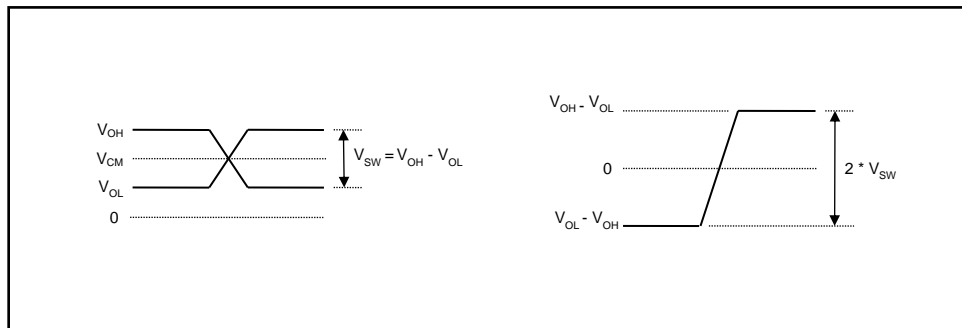 V_OH
V_CM
V_OL
0
V_SW = V_OH - V_OL
V_OH - V_OL
0
V_OL - V_OH
2 * V_SW